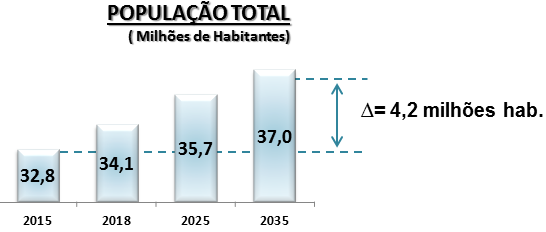 POPULAÇÃO TOTAL
( Milhões de Habitantes)
32,8
34,1
35,7
37,0
∆= 4,2 milhões hab.
2015 2018 2025 2035